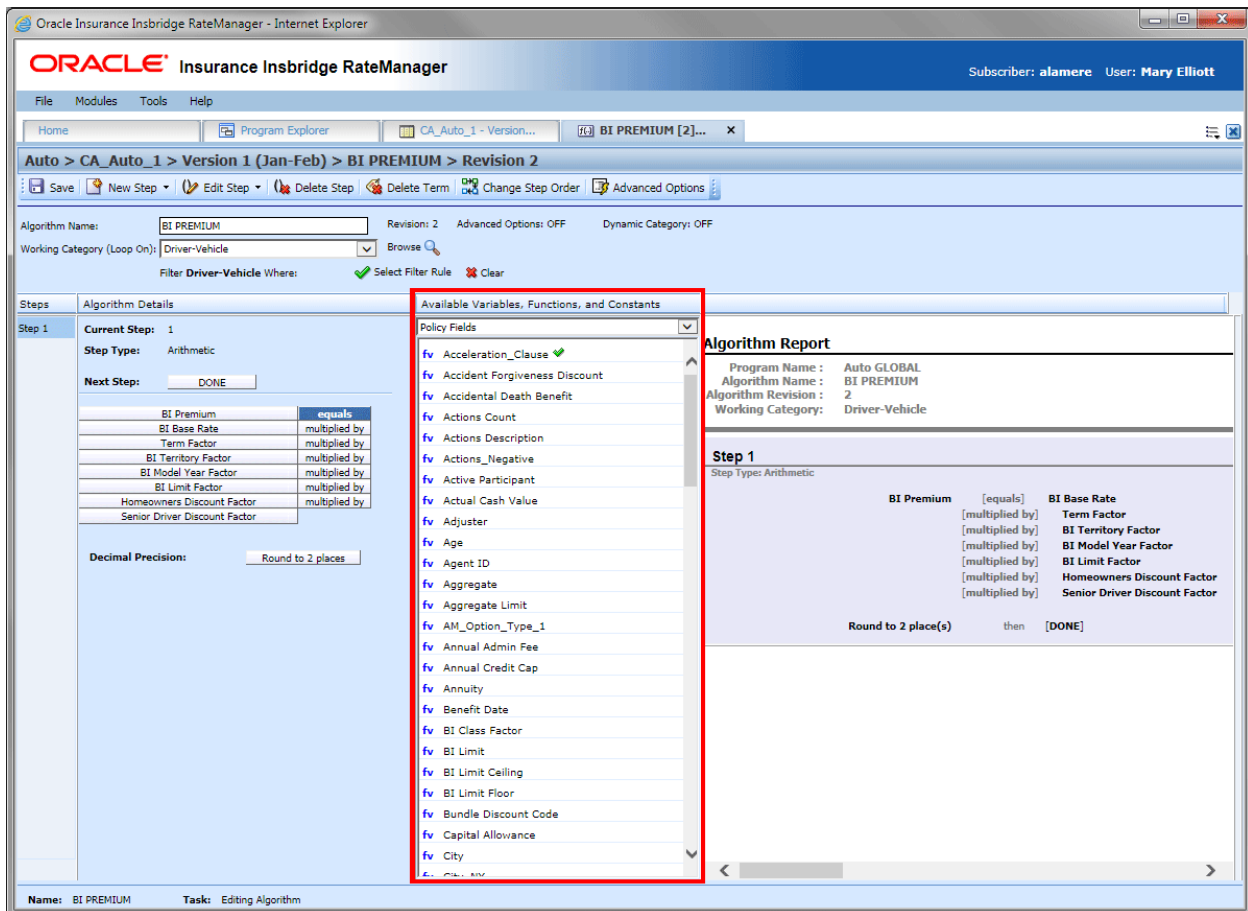 Oracle Insurance Insbridge RateManager - Internet Explorer
ORACLE® Insurance Insbridge RateManager
Subscriber: alamere User: Mary Elliott
File Modules Tools Help
Home Program Explorer CA_Auto_1 - Version... f(x) BI PREMIUM [2]... X
Auto > CA_Auto_1 > Version 1 (Jan-Feb) > BI PREMIUM > Revision 2
Save New Step Edit Step Delete Step Delete Term Change Step Order Advanced Options
Algorithm Name: BI PREMIUM Revision: 2 Advanced Options: OFF Dynamic Category: OFF
Working Category (Loop On): Driver-Vehicle Browse
Filter Driver-Vehicle Where: Select Filter Rule Clear
Steps Algorithm Details Available Variables, Functions, and Constants
Step 1
Current Step: 1
Step Type: Arithmetic
Next Step: DONE
BI Premium equals
BI Base Rate multiplied by
Term Factor multiplied by
BI Territory Factor multiplied by
BI Model Year Factor multiplied by
BI Limit Factor multiplied by
Homeowners Discount Factor multiplied by
Senior Driver Discount Factor
Decimal Precision: Round to 2 places
Policy Fields
fv Acceleration_Clause
fv Accident Forgiveness Discount
fv Accidental Death Benefit
fv Actions Count
fv Actions Description
fv Actions_Negative
fv Active Participant
fv Actual Cash Value
fv Adjuster
fv Age
fv Agent ID
fv Aggregate
fv Aggregate Limit
fv AM_Option_Type_1
fv Annual Admin Fee
fv Annual Credit Cap
fv Annuity
fv Benefit Date
fv BI Class Factor
fv BI Limit
fv BI Limit Ceiling
fv BI Limit Floor
fv Bundle Discount Code
fv Capital Allowance
fv City
fv City_NY
Algorithm Report
Program Name : Auto GLOBAL
Algorithm Name : BI PREMIUM
Algorithm Revision : 2
Working Category: Driver-Vehicle
Step 1
Step Type: Arithmetic
BI Premium [equals] BI Base Rate
[multiplied by] Term Factor
[multiplied by] BI Territory Factor
[multiplied by] BI Model Year Factor
[multiplied by] BI Limit Factor
[multiplied by] Homeowners Discount Factor
[multiplied by] Senior Driver Discount Factor
Round to 2 place(s) then [DONE]
Name: BI PREMIUM Task: Editing Algorithm